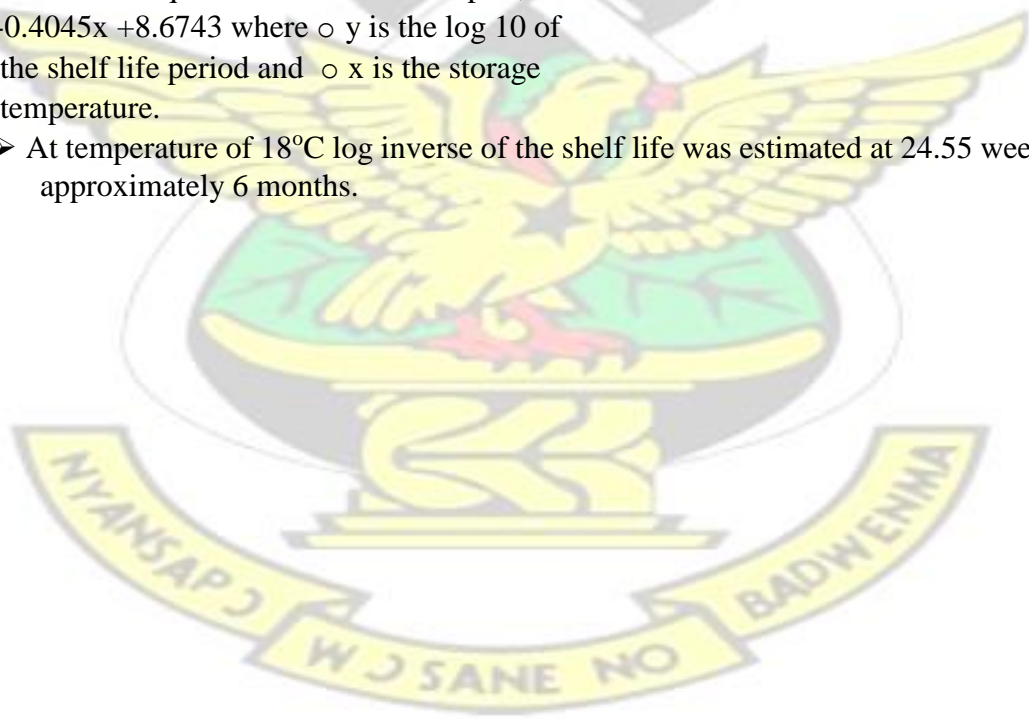 -0.4045x +8.6743 where ○ y is the log 10 of
the shelf life period and ○ x is the storage
temperature.
➢ At temperature of 18°C log inverse of the shelf life was estimated at 24.55
approximately 6 months.
NYANSAPƆ
WƆSANE NO
BADWENMA